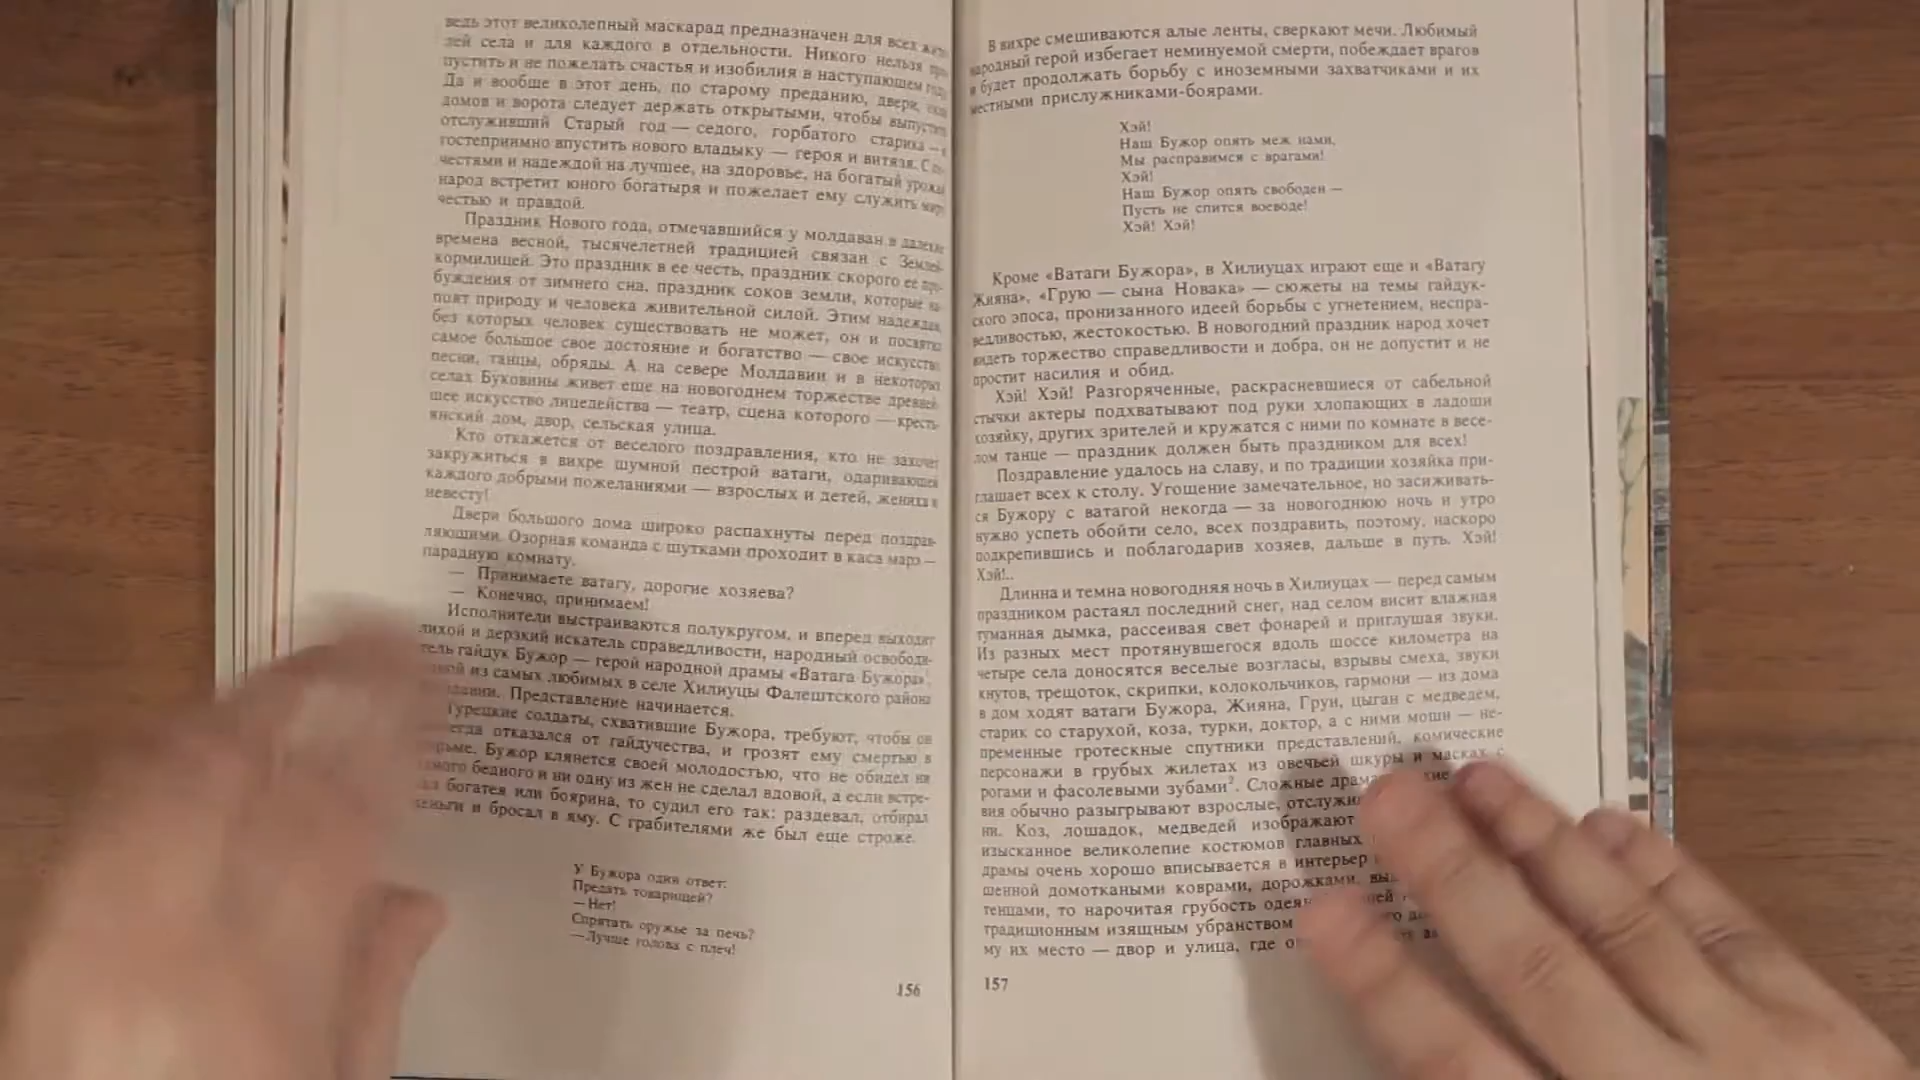 ведь этот великолепный маскарад предназначен для всех
лей села и для каждого в отдельности. Никого нельзя
пустить и не пожелать счастья и изобилия в наступающем году
Да и вообще в этот день, по старому преданию, двери,
домов и ворота следует держать открытыми, чтобы выпустить
отслуживший Старый год — седого, горбатого старика — и
гостеприимно впустить нового владыку — героя и витязя. С
честями и надеждой на лучшее, на здоровье, на богатый урожай
народ встретит юного богатыря и пожелает ему служить
честью и правдой.
Праздник Нового года, отмечавшийся у молдаван в далекие
времена весной, тысячелетней традицией связан с Землей-
кормилицей. Это праздник в ее честь, праздник скорого ее про-
буждения от зимнего сна, праздник соков земли, которые на-
поят природу и человека живительной силой. Этим надеждам,
без которых человек существовать не может, он и посвятил
самое большое свое достояние и богатство — свое искусство:
песни, танцы, обряды. А на севере Молдавии и в некоторых
селах Буковины живет еще на новогоднем торжестве древней-
шее искусство лицедейства — театр, сцена которого — кресть-
янский дом, двор, сельская улица.
Кто откажется от веселого поздравления, кто не захочет
закружиться в вихре шумной пестрой ватаги, одаривающей
каждого добрыми пожеланиями — взрослых и детей, жениха и
невесту!
Двери большого дома широко распахнуты перед поздрав-
ляющими. Озорная команда с шутками проходит в каса маре —
парадную комнату.
— Принимаете ватагу, дорогие хозяева?
— Конечно, принимаем!
Исполнители выстраиваются полукругом, и вперед выходит
лихой и дерзкий искатель справедливости, народный освободи-
тель гайдук Бужор — герой народной драмы «Ватага Бужора»,
из самых любимых в селе Хилиуцы Фалештского района
Представление начинается.
Турецкие солдаты, схватившие Бужора, требуют, чтобы он
отказался от гайдучества, и грозят ему смертью в
Бужор клянется своей молодостью, что не обидел ни
бедного и ни одну из жен не сделал вдовой, а если встре-
богатея или боярина, то судил его так: раздевал, отбирал
деньги и бросал в яму. С грабителями же был еще строже.
У Бужора один ответ:
Предать товарищей?
— Нет!
Спрятать оружье за печь?
— Лучше голова с плеч!
156
В вихре смешиваются алые ленты, сверкают мечи. Любимый
народный герой избегает неминуемой смерти, побеждает врагов
и будет продолжать борьбу с иноземными захватчиками и их
местными прислужниками-боярами.
Хэй!
Наш Бужор опять меж нами,
Мы расправимся с врагами!
Хэй!
Наш Бужор опять свободен —
Пусть не спится воеводе!
Хэй! Хэй!
Кроме «Ватаги Бужора», в Хилиуцах играют еще и «Ватагу
Жияна», «Грую — сына Новака» — сюжеты на темы гайдук-
ского эпоса, пронизанного идеей борьбы с угнетением, неспра-
ведливостью, жестокостью. В новогодний праздник народ хочет
видеть торжество справедливости и добра, он не допустит и не
простит насилия и обид.
Хэй! Хэй! Разгоряченные, раскрасневшиеся от сабельной
стычки актеры подхватывают под руки хлопающих в ладоши
хозяйку, других зрителей и кружатся с ними по комнате в весе-
лом танце — праздник должен быть праздником для всех!
Поздравление удалось на славу, и по традиции хозяйка при-
глашает всех к столу. Угощение замечательное, но засиживать-
ся Бужору с ватагой некогда — за новогоднюю ночь и утро
нужно успеть обойти село, всех поздравить, поэтому, наскоро
подкрепившись и поблагодарив хозяев, дальше в путь. Хэй!
Хэй!..
Длинна и темна новогодняя ночь в Хилиуцах — перед самым
праздником растаял последний снег, над селом висит влажная
туманная дымка, рассеивая свет фонарей и приглушая звуки.
Из разных мест протянувшегося вдоль шоссе километра на
четыре села доносятся веселые возгласы, взрывы смеха, звуки
кнутов, трещоток, скрипки, колокольчиков, гармони — из дома
в дом ходят ватаги Бужора, Жияна, Груи, цыган с медведем,
старик со старухой, коза, турки, доктор, а с ними моши — не-
пременные гротескные спутники представлений, комические
персонажи в грубых жилетах из овечьей шкуры и масках с
рогами и фасолевыми зубами². Сложные
вия обычно разыгрывают взрослые,
ни. Коз, лошадок, медведей изображают
изысканное великолепие костюмов главных
драмы очень хорошо вписывается в интерьер
шенной домоткаными коврами, дорожками,
тенцами, то нарочитая грубость
традиционным изящным убранством
му их место — двор и улица, где
157